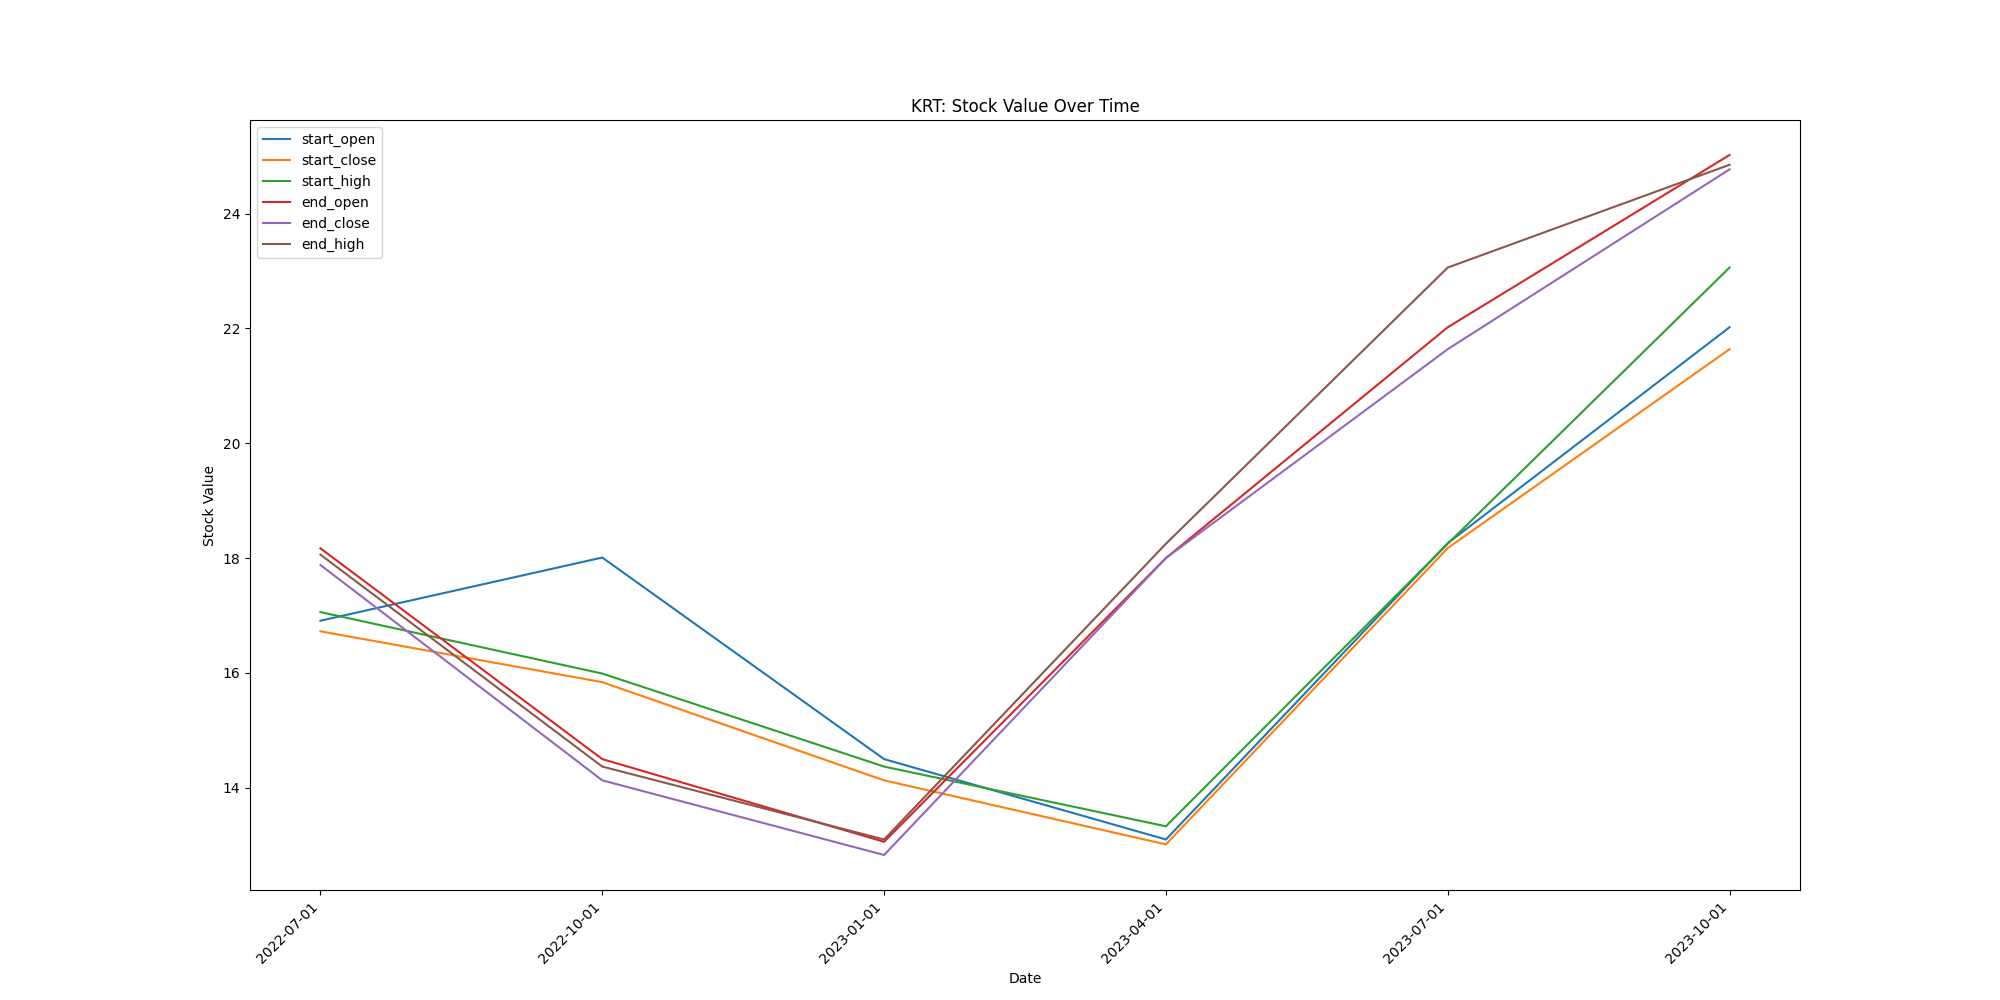 KRT: Stock Value Over Time
start_open
start_close
start_high
end_open
end_close
end_high
Stock Value
24
22
20
18
16
14
2022-07-01
2022-10-01
2023-01-01
2023-04-01
2023-07-01
2023-10-01
Date